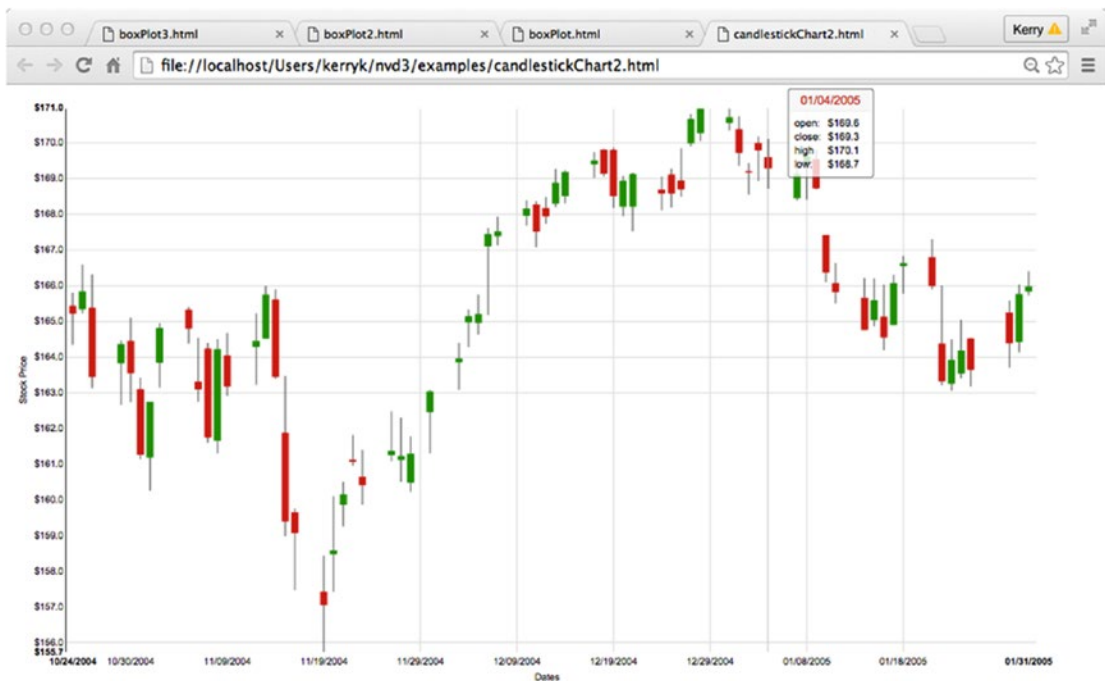 boxPlot3.html
boxPlot2.html
boxPlot.html
candlestickChart2.html
Kerry
file://localhost/Users/kerryk/nvd3/examples/candlestickChart2.html
01/04/2005
open: $169.6
close: $169.3
high $170.1
low: $168.7
$171.0
$170.0
$169.0
$168.0
$167.0
$166.0
$165.0
$164.0
$163.0
$162.0
$161.0
$160.0
$159.0
$158.0
$157.0
$156.0
$155.7
Stock Price
10/24/2004
10/30/2004
11/09/2004
11/19/2004
11/29/2004
12/09/2004
12/19/2004
12/29/2004
01/08/2005
01/18/2005
01/31/2005
Dates